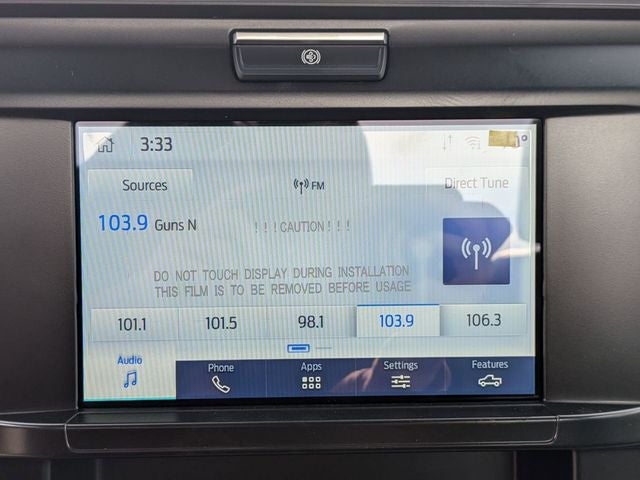 3:33
Sources
FM
Direct Tune
103.9 Guns N
!!!CAUTION!!!
DO NOT TOUCH DISPLAY DURING INSTALLATION
THIS FILM IS TO BE REMOVED BEFORE USAGE
101.1 101.5 98.1 103.9 106.3
Audio Phone Apps Settings Features